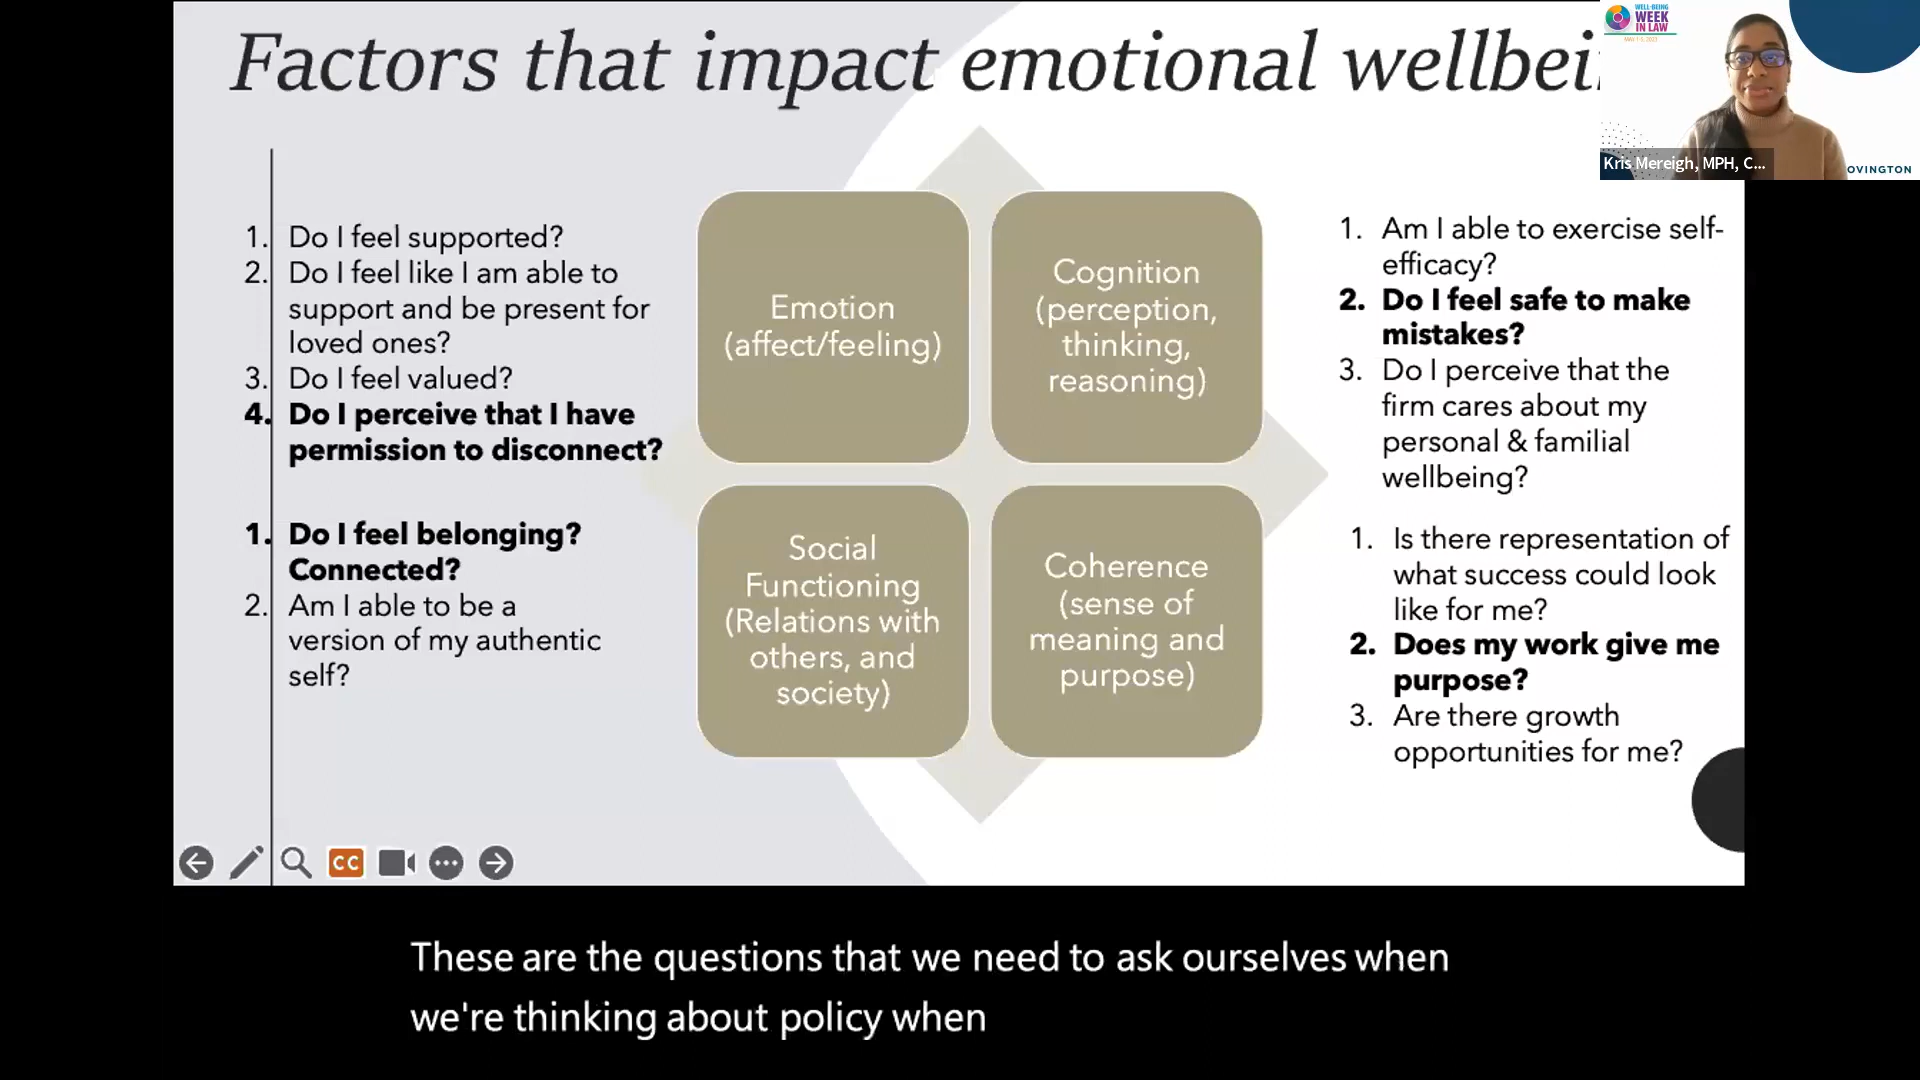 Factors that impact emotional wellbei
WELL-BEING
WEEK
IN LAW
Kris Mereigh, MPH, C...
OVINGTON
1. Do I feel supported?
2. Do I feel like I am able to
support and be present for
loved ones?
3. Do I feel valued?
4. Do I perceive that I have
permission to disconnect?
Emotion
(affect/feeling)
Cognition
(perception,
thinking,
reasoning)
1. Am I able to exercise self-
efficacy?
2. Do I feel safe to make
mistakes?
3. Do I perceive that the
firm cares about my
personal & familial
wellbeing?
1. Do I feel belonging?
Connected?
2. Am I able to be a
version of my authentic
self?
Social
Functioning
(Relations with
others, and
society)
Coherence
(sense of
meaning and
purpose)
1. Is there representation of
what success could look
like for me?
2. Does my work give me
purpose?
3. Are there growth
opportunities for me?
CC
These are the questions that we need to ask ourselves when
we're thinking about policy when